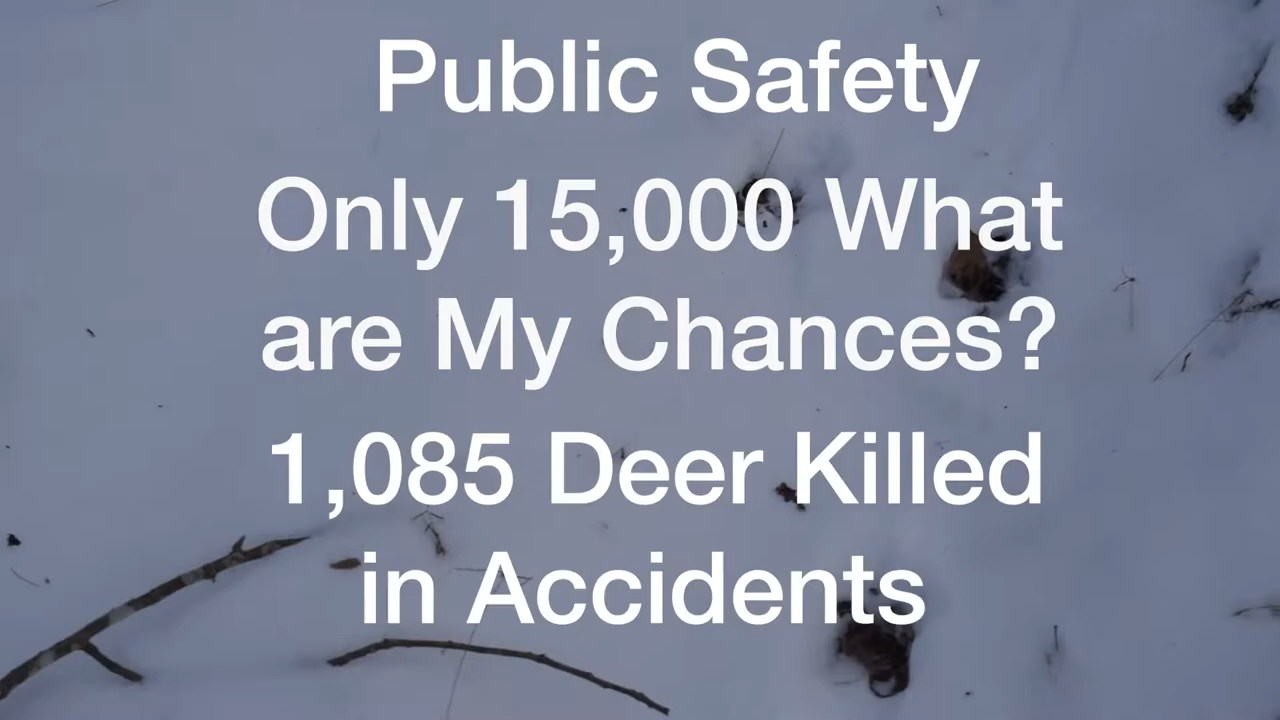 Public Safety
Only 15,000 What
are My Chances?
1,085 Deer Killed
in Accidents